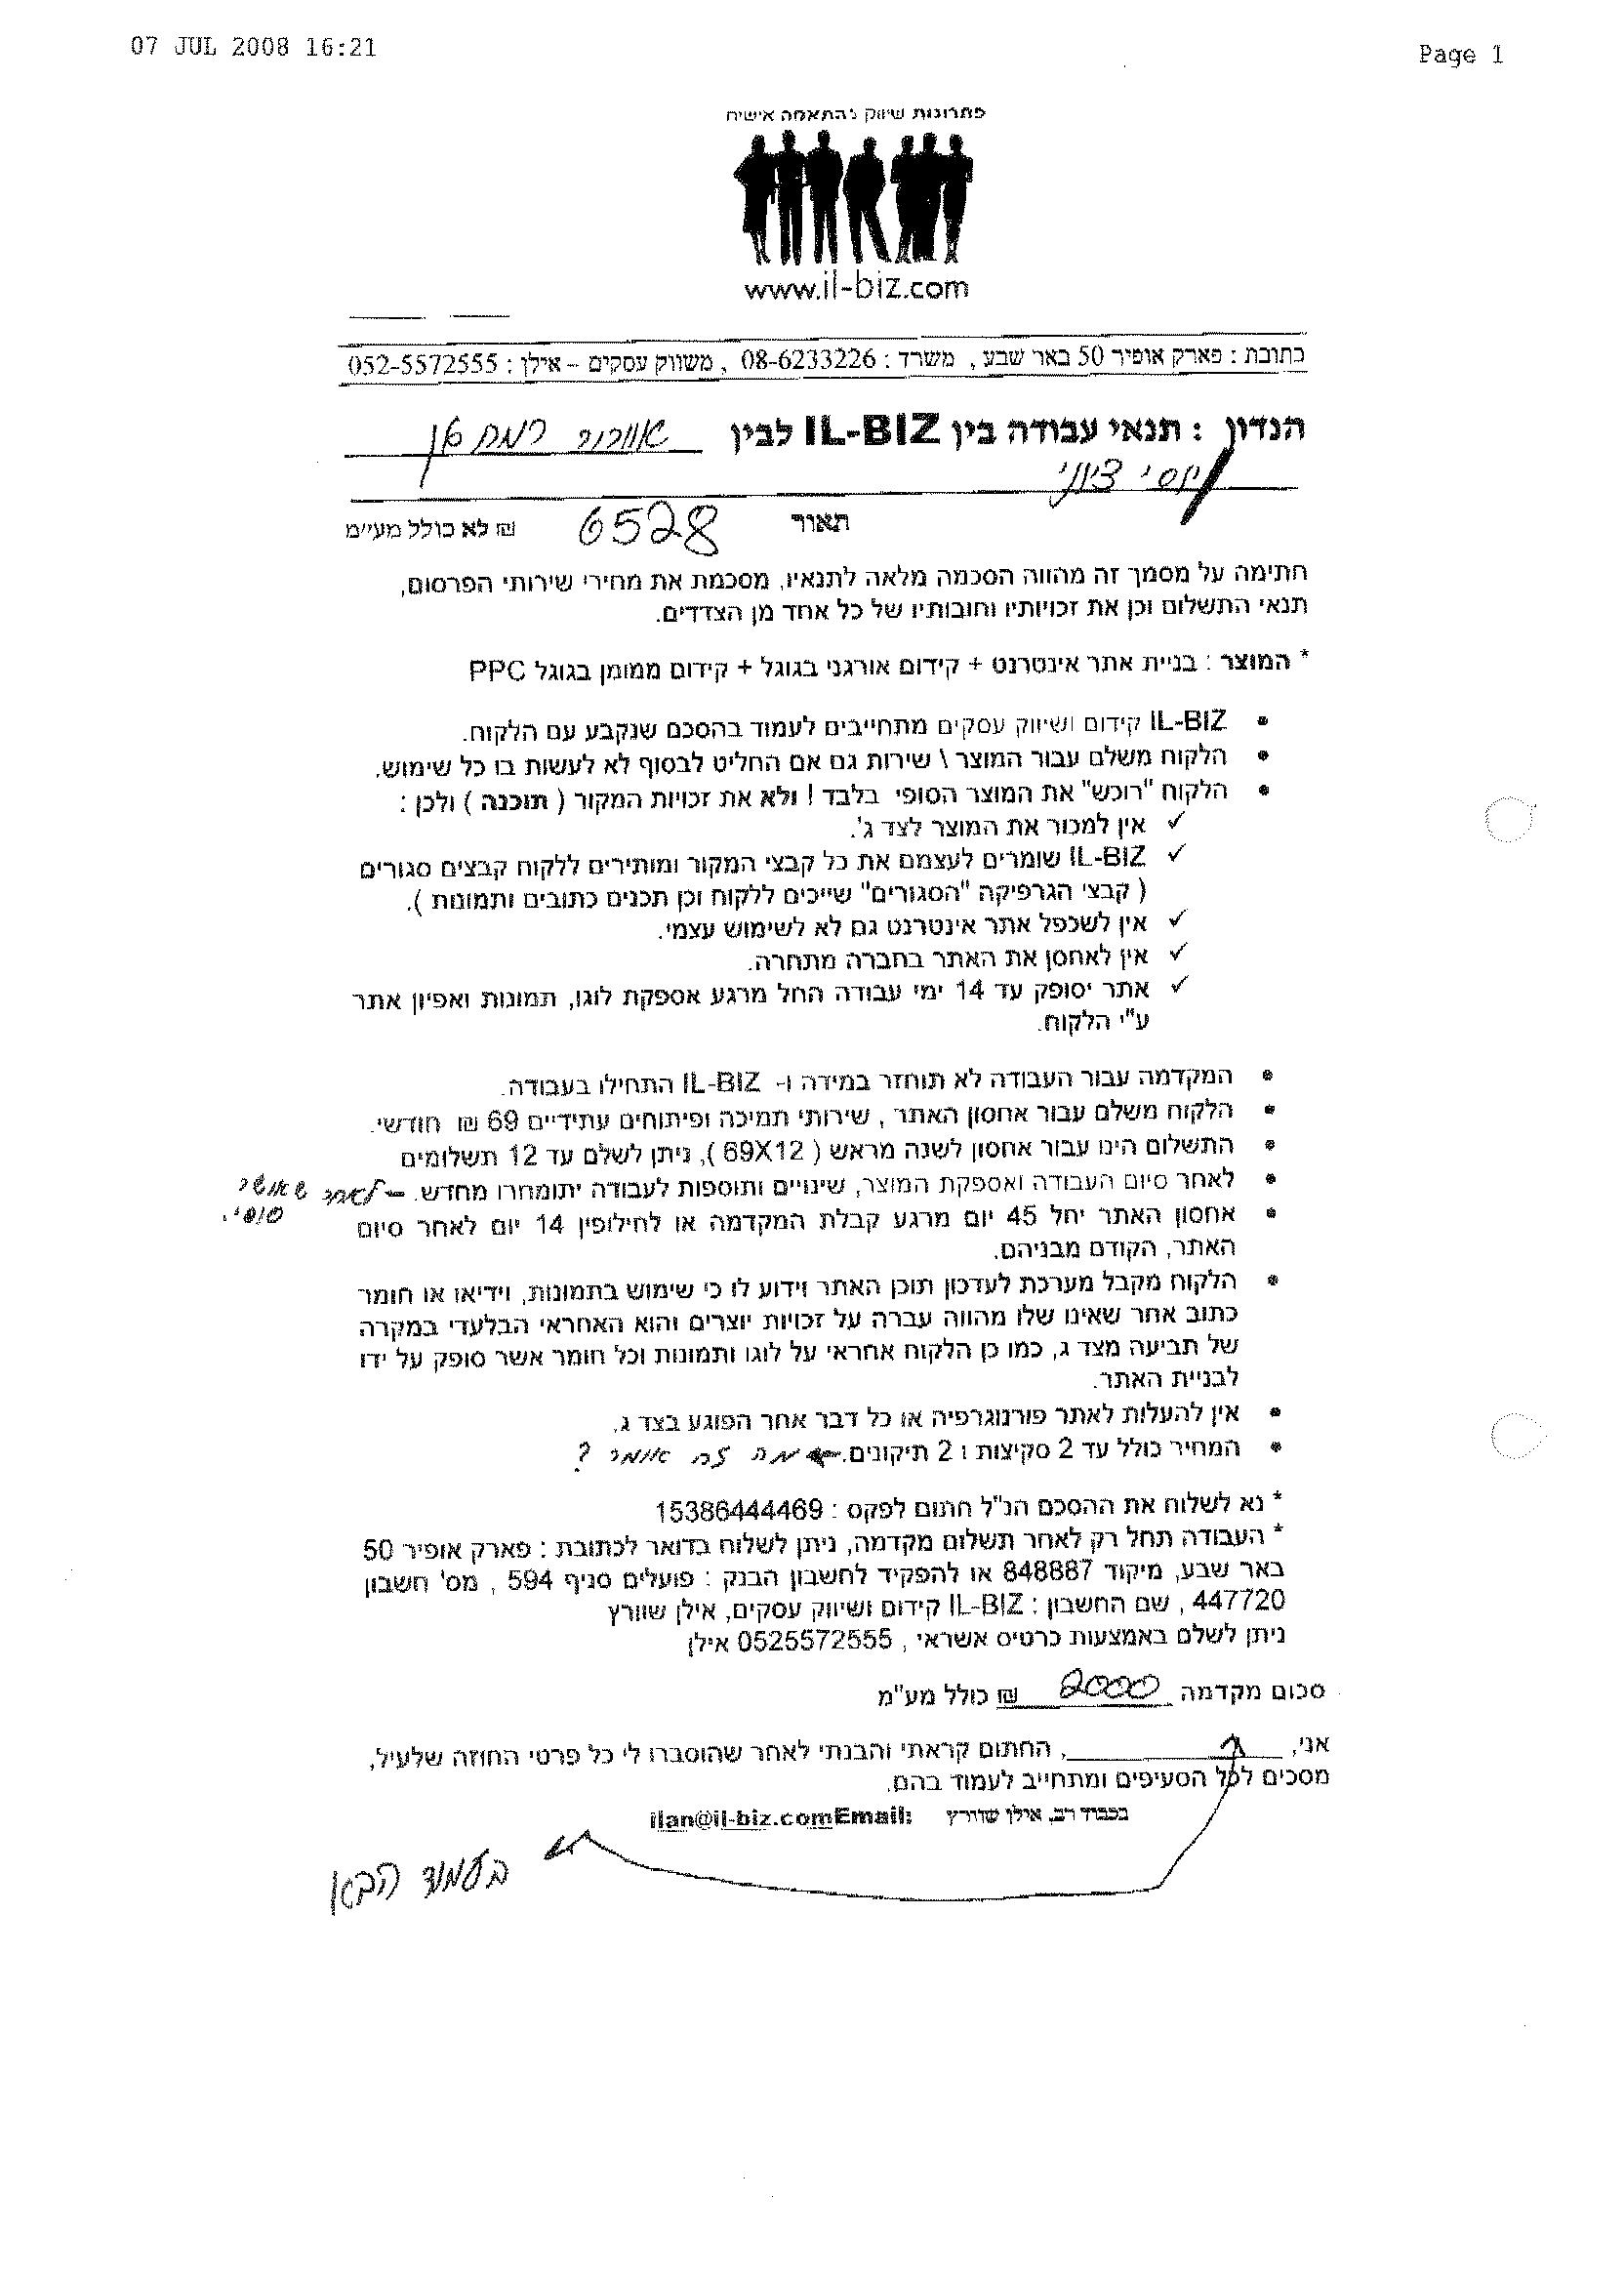 07 JUL 2008 16:21
Page 1
פתרונות שיווק בהתאמה אישית
www.il-biz.com
כתובת : פארק אופיר 50 באר שבע , משרד : 08-6233226 , משווק עסקים – אילן : 052-5572555
הנדון : תנאי עבודה בין IL-BIZ לבין רמת גן
תאור 6528 ₪ לא כולל מע"מ
חתימה על מסמך זה מהווה הסכמה מלאה לתנאיו, מסכמת את מחירי שירותי הפרסום,
תנאי התשלום וכן את זכויותיו וחובותיו של כל אחד מן הצדדים.
* המוצר : בניית אתר אינטרנט + קידום אורגני בגוגל + קידום ממומן בגוגל PPC
• IL-BIZ קידום ושיווק עסקים מתחייבים לעמוד בהסכם שנקבע עם הלקוח.
• הלקוח משלם עבור המוצר \ שירות גם אם החליט לבסוף לא לעשות בו כל שימוש.
• הלקוח "רוכש" את המוצר הסופי בלבד ! ולא את זכויות המקור ( תוכנה ) ולכן :
✓ אין למכור את המוצר לצד ג'.
✓ IL-BIZ שומרים לעצמם את כל קבצי המקור ומותירים ללקוח קבצים סגורים
( קבצי הגרפיקה "הסגורים" שייכים ללקוח וכן תכנים כתובים ותמונות ).
✓ אין לשכפל אתר אינטרנט גם לא לשימוש עצמי.
✓ אין לאחסן את האתר בחברה מתחרה.
✓ אתר יסופק עד 14 ימי עבודה החל מרגע אספקת לוגו, תמונות ואפיון אתר
ע"י הלקוח.
• המקדמה עבור העבודה לא תוחזר במידה ו- IL-BIZ התחילו בעבודה.
• הלקוח משלם עבור אחסון האתר , שירותי תמיכה ופיתוחים עתידיים 69 ₪ חודשי.
• התשלום הינו עבור אחסון לשנה מראש ( 69X12 ), ניתן לשלם עד 12 תשלומים
• לאחר סיום העבודה ואספקת המוצר, שינויים ותוספות לעבודה יתומחרו מחדש. – לאחר שאושר
סופי.
• אחסון האתר יחל 45 יום מרגע קבלת המקדמה או לחילופין 14 יום לאחר סיום
האתר, הקודם מבניהם.
• הלקוח מקבל מערכת לעדכון תוכן האתר וידוע לו כי שימוש בתמונות, וידיאו או חומר
כתוב אחר שאינו שלו מהווה עברה על זכויות יוצרים והוא האחראי הבלעדי במקרה
של תביעה מצד ג, כמו כן הלקוח אחראי על לוגו ותמונות וכל חומר אשר סופק על ידו
לבניית האתר.
• אין להעלות לאתר פורנוגרפיה או כל דבר אחר הפוגע בצד ג,
• המחיר כולל עד 2 סקיצות ו 2 תיקונים. ← מה זה אומר ?
* נא לשלוח את ההסכם הנ"ל חתום לפקס : 15386444469
* העבודה תחל רק לאחר תשלום מקדמה, ניתן לשלוח בדואר לכתובת : פארק אופיר 50
באר שבע, מיקוד 848887 או להפקיד לחשבון הבנק : פועלים סניף 594 , מס' חשבון
447720 , שם החשבון : IL-BIZ קידום ושיווק עסקים, אילן שוורץ
ניתן לשלם באמצעות כרטיס אשראי , 0525572555 אילן
סכום מקדמה 2000 ₪ כולל מע"מ
אני, ______, החתום קראתי והבנתי לאחר שהוסברו לי כל פרטי החוזה שלעיל,
מסכים לכל הסעיפים ומתחייב לעמוד בהם.
בכבוד רב, אילן שוורץ ilan@il-biz.comEmail:
בעמוד הבא